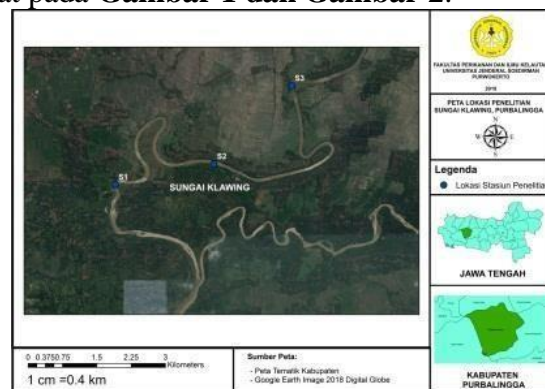 at pada Gambar 1 dan Gambar 2.
S3
S2
S1
SUNGAI KLAWING
FAKULTAS PERIKANAN DAN ILMU KELAUTAN
UNIVERSITAS JENDERAL SOEDIRMAN
PURWOKERTO
2018
PETA LOKASI PENELITIAN
SUNGAI KLAWING, PURBALINGGA
N
W E
S
Legenda
Lokasi Stasiun Penelitia
JAWA TENGAH
KABUPATEN
PURBALINGGA
0 0.3750.75 1.5 2.25 3
Kilometers
1 cm =0.4 km
Sumber Peta:
- Peta Tematik Kabupaten
- Google Earth Image 2018 Digital Globe